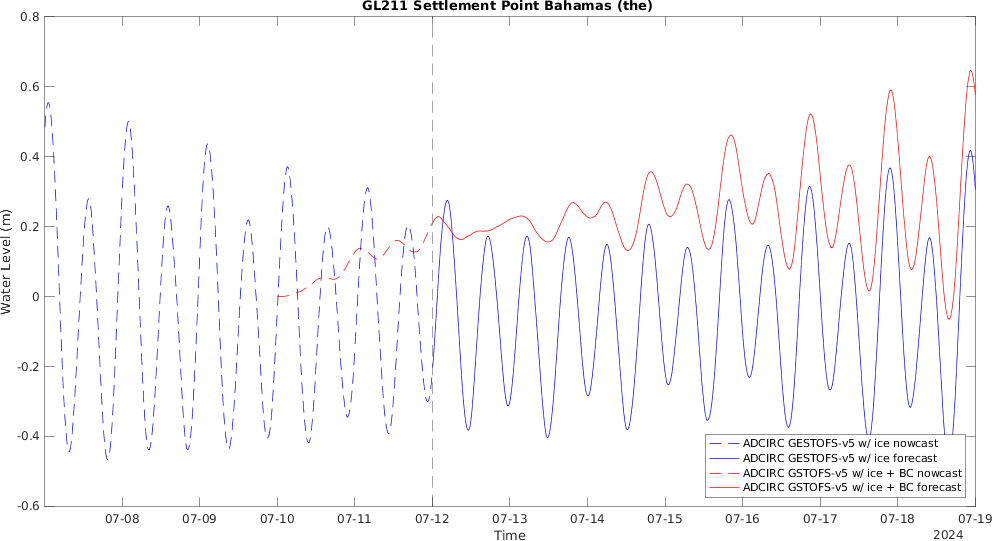 GL211 Settlement Point Bahamas (the)
0.8
0.6
0.4
0.2
0
-0.2
-0.4
-0.6
Water Level (m)
ADCIRC GESTOFS-v5 w/ ice nowcast
ADCIRC GESTOFS-v5 w/ ice forecast
ADCIRC GSTOFS-v5 w/ ice + BC nowcast
ADCIRC GSTOFS-v5 w/ ice + BC forecast
07-08 07-09 07-10 07-11 07-12 07-13 07-14 07-15 07-16 07-17 07-18 07-19
Time
2024